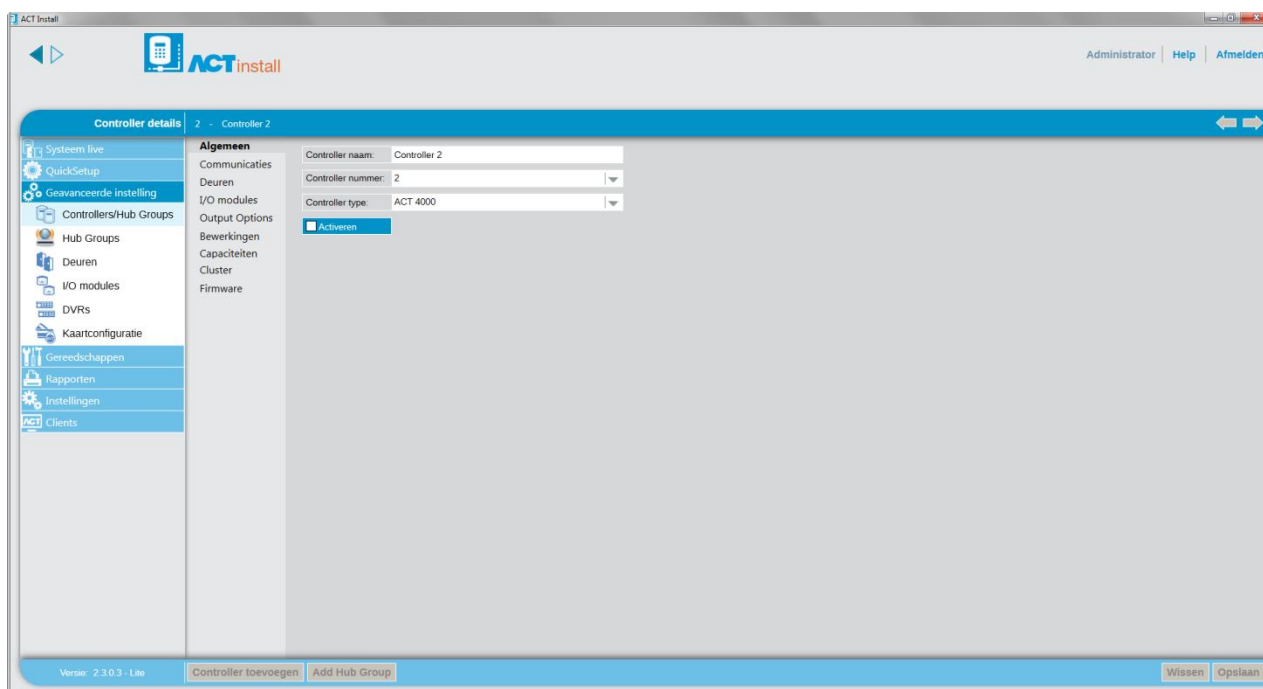 ACT Install
ACTinstall
Administrator Help Afmelden
Controller details 2 - Controller 2
Systeem live
QuickSetup
Geavanceerde instelling
Controllers/Hub Groups
Hub Groups
Deuren
I/O modules
DVRs
Kaartconfiguratie
Gereedschappen
Rapporten
Instellingen
ACT Clients
Algemeen
Communicaties
Deuren
I/O modules
Output Options
Bewerkingen
Capaciteiten
Cluster
Firmware
Controller naam: Controller 2
Controller nummer: 2
Controller type: ACT 4000
Activeren
Versie: 2.3.0.3 - Lite
Controller toevoegen Add Hub Group Wissen Opslaan